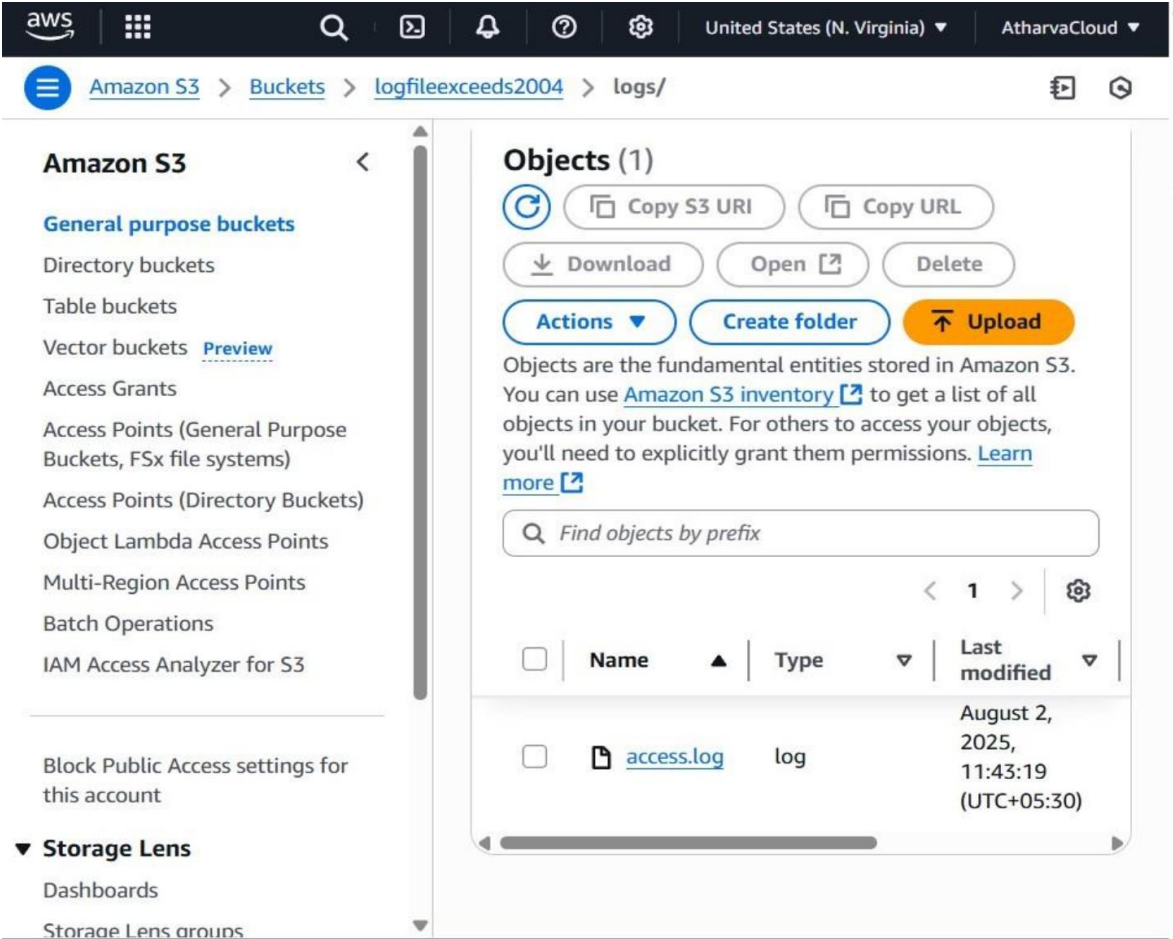 aws
United States (N. Virginia)
AtharvaCloud
Amazon S3 > Buckets > logfileexceeds2004 > logs/
Amazon S3
General purpose buckets
Directory buckets
Table buckets
Vector buckets Preview
Access Grants
Access Points (General Purpose
Buckets, FSx file systems)
Access Points (Directory Buckets)
Object Lambda Access Points
Multi-Region Access Points
Batch Operations
IAM Access Analyzer for S3
Block Public Access settings for
this account
Storage Lens
Dashboards
Storage Lens groups
Objects (1)
Copy S3 URI
Copy URL
Download
Open
Delete
Actions
Create folder
Upload
Objects are the fundamental entities stored in Amazon S3.
You can use Amazon S3 inventory to get a list of all
objects in your bucket. For others to access your objects,
you'll need to explicitly grant them permissions. Learn
more
Find objects by prefix
1
Name
Type
Last
modified
access.log
log
August 2,
2025,
11:43:19
(UTC+05:30)